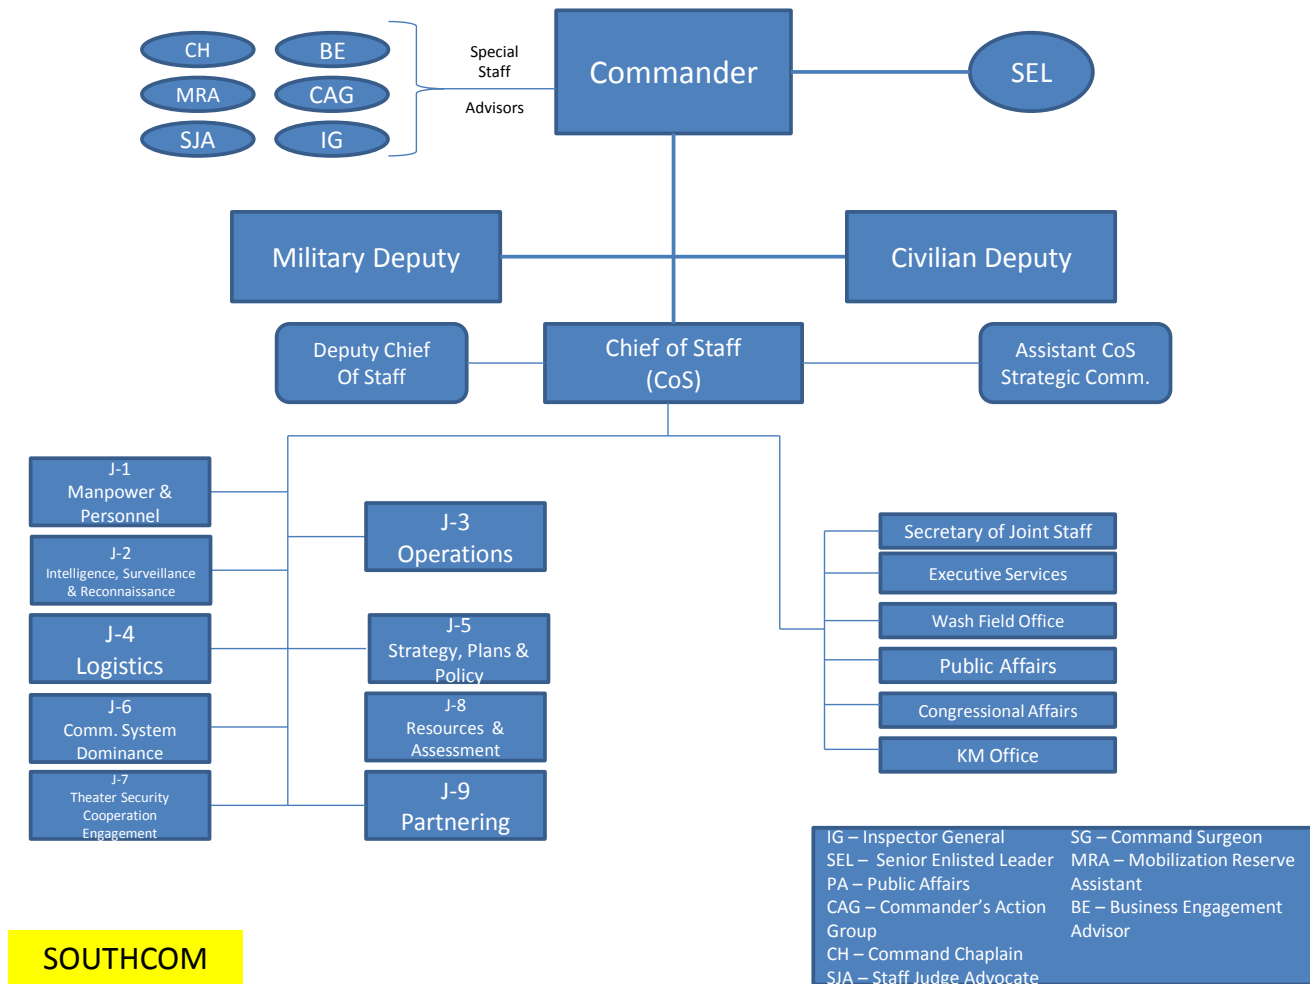 CH
BE
MRA
CAG
SJA
IG
Special
Staff
Advisors
Commander
SEL
Military Deputy
Civilian Deputy
Deputy Chief
Of Staff
Chief of Staff
(CoS)
Assistant CoS
Strategic Comm.
J-1
Manpower &
Personnel
J-2
Intelligence, Surveillance
& Reconnaissance
J-4
Logistics
J-6
Comm. System
Dominance
J-7
Theater Security
Cooperation
Engagement
J-3
Operations
J-5
Strategy, Plans &
Policy
J-8
Resources & 
Assessment
J-9
Partnering
Secretary of Joint Staff
Executive Services
Wash Field Office
Public Affairs
Congressional Affairs
KM Office
IG – Inspector General
SEL – Senior Enlisted Leader
PA – Public Affairs
CAG – Commander’s Action
Group
CH – Command Chaplain
SJA – Staff Judge Advocate
SG – Command Surgeon
MRA – Mobilization Reserve
Assistant
BE – Business Engagement
Advisor
SOUTHCOM